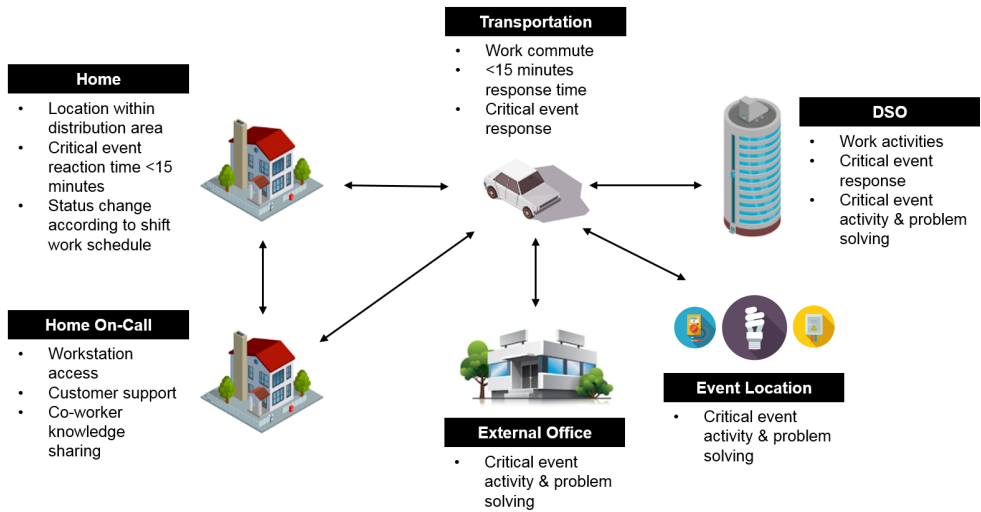 Transportation
• Work commute
• <15 minutes
response time
• Critical event
response
Home
• Location within
distribution area
• Critical event
reaction time <15
minutes
• Status change
according to shift
work schedule
DSO
• Work activities
• Critical event
response
• Critical event
activity & problem
solving
Home On-Call
• Workstation
access
• Customer support
• Co-worker
knowledge
sharing
External Office
• Critical event
activity & problem
solving
Event Location
• Critical event
activity & problem
solving